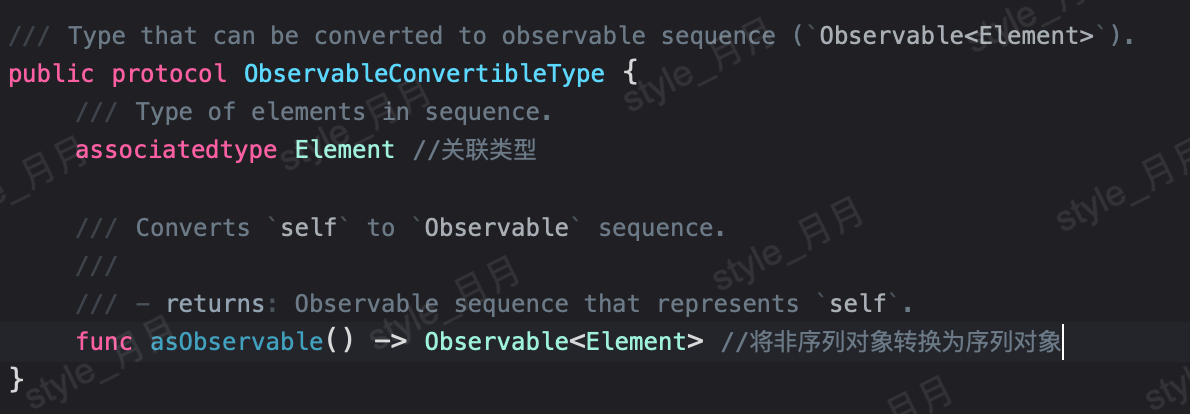 /// Type that can be converted to observable sequence (`Observable<Element>`).
public protocol ObservableConvertibleType {
/// Type of elements in sequence.
associatedtype Element //关联类型
/// Converts `self` to `Observable` sequence.
///
/// - returns: Observable sequence that represents `self`.
func asObservable() -> Observable<Element> //将非序列对象转换为序列对象
}
style_月月
style_月月
style_月月
style_月月
style_月月
style_月月
style_月月
style_月月